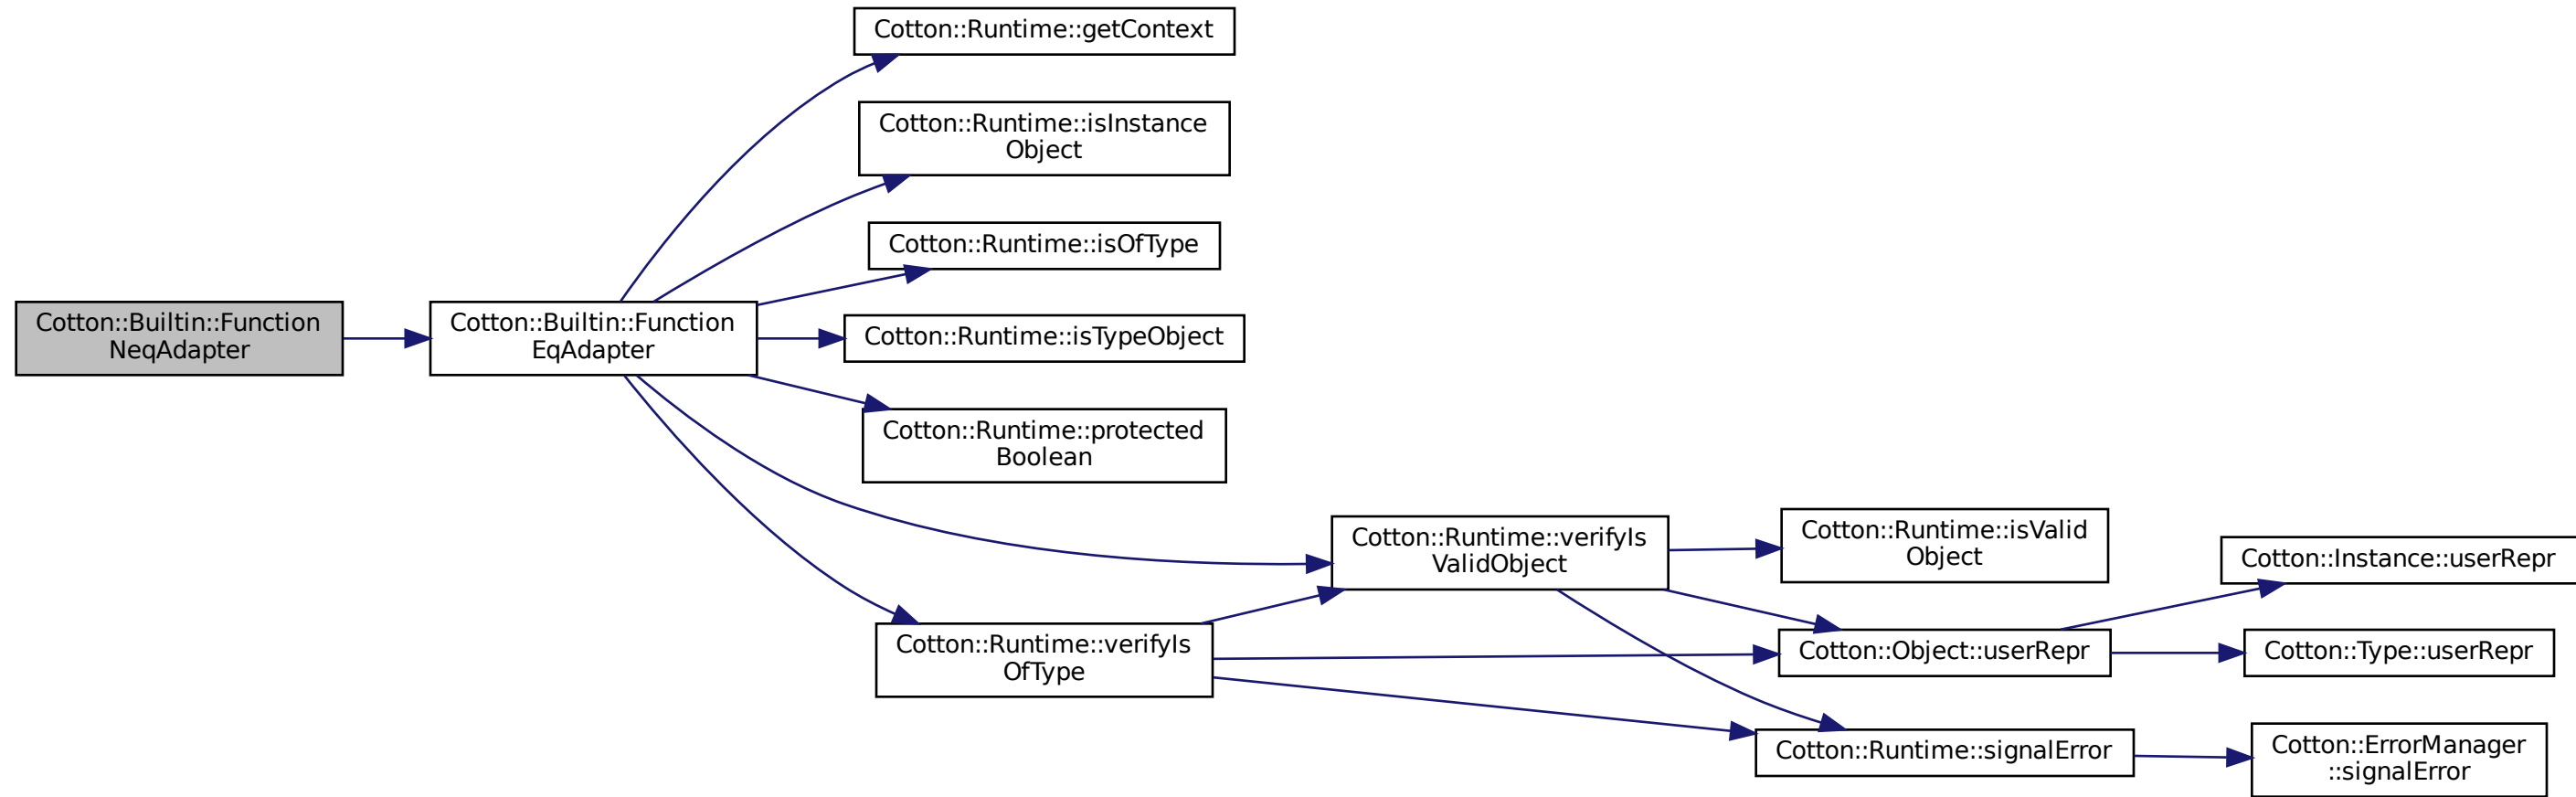 Cotton::Builtin::Function
NeqAdapter
Cotton::Builtin::Function
EqAdapter
Cotton::Runtime::getContext
Cotton::Runtime::isInstance
Object
Cotton::Runtime::isOfType
Cotton::Runtime::isTypeObject
Cotton::Runtime::protected
Boolean
Cotton::Runtime::verifyIs
OfType
Cotton::Runtime::verifyIs
ValidObject
Cotton::Runtime::isValid
Object
Cotton::Object::userRepr
Cotton::Runtime::signalError
Cotton::Instance::userRepr
Cotton::Type::userRepr
Cotton::ErrorManager
::signalError